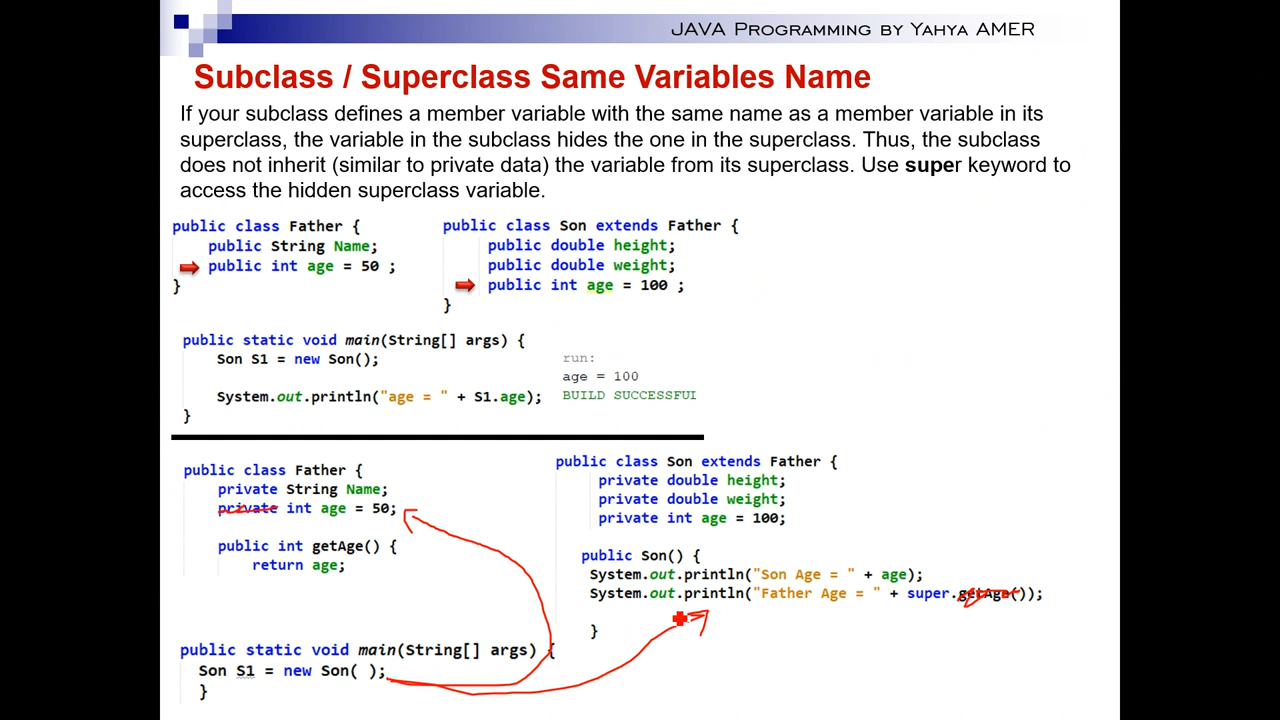 JAVA Programming by Yahya AMER
Subclass / Superclass Same Variables Name
If your subclass defines a member variable with the same name as a member variable in its
superclass, the variable in the subclass hides the one in the superclass. Thus, the subclass
does not inherit (similar to private data) the variable from its superclass. Use super keyword to
access the hidden superclass variable.
public class Father {
public String Name;
public int age = 50 ;
}
public class Son extends Father {
public double height;
public double weight;
public int age = 100 ;
}
public static void main(String[] args) {
Son S1 = new Son();
System.out.println("age = " + S1.age);
}
run:
age = 100
BUILD SUCCESSFUI
public class Father {
private String Name;
private int age = 50;
public int getAge() {
return age;
public class Son extends Father {
private double height;
private double weight;
private int age = 100;
public Son() {
System.out.println("Son Age = " + age);
System.out.println("Father Age = " + super.getAge());
}
public static void main(String[] args) {
Son S1 = new Son( );
}